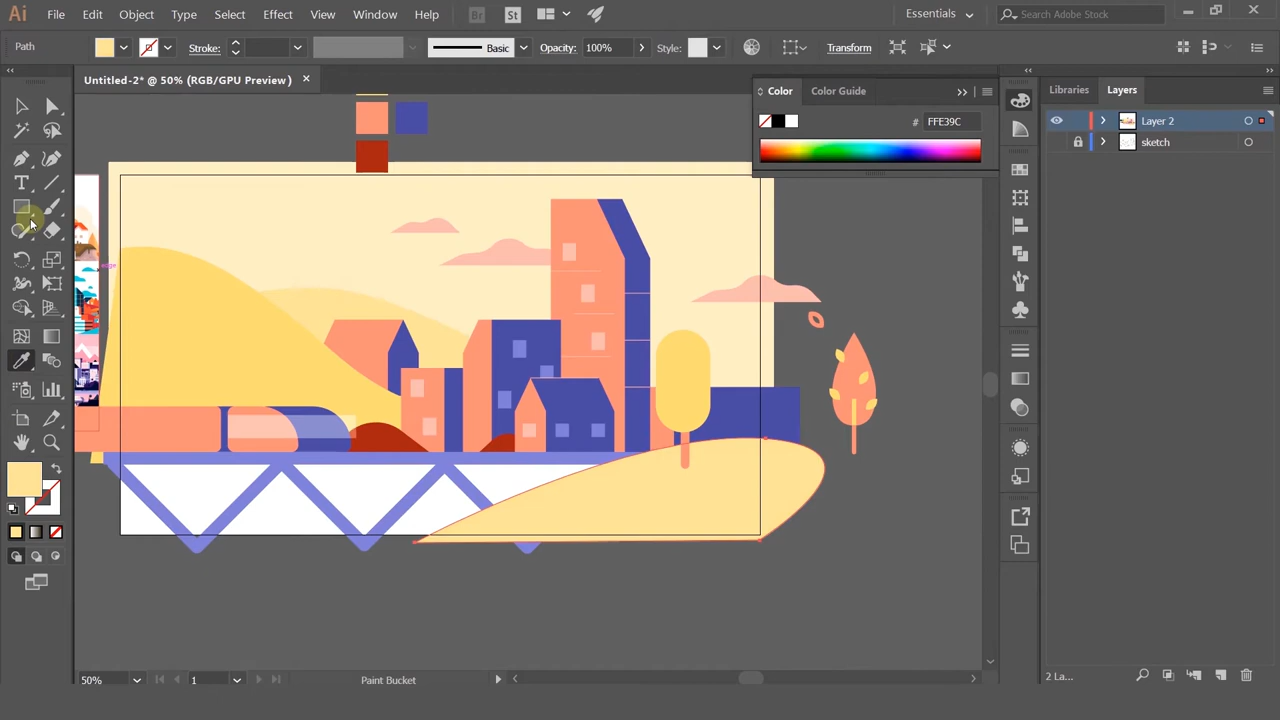 Ai File Edit Object Type Select Effect View Window Help Br St Essentials Search Adobe Stock
Path Stroke: Basic Opacity: 100% Style: Transform
Untitled-2* @ 50% (RGB/GPU Preview)
Color Color Guide
# FFE39C
Libraries Layers
Layer 2
sketch
50% 1 Paint Bucket
2 La...